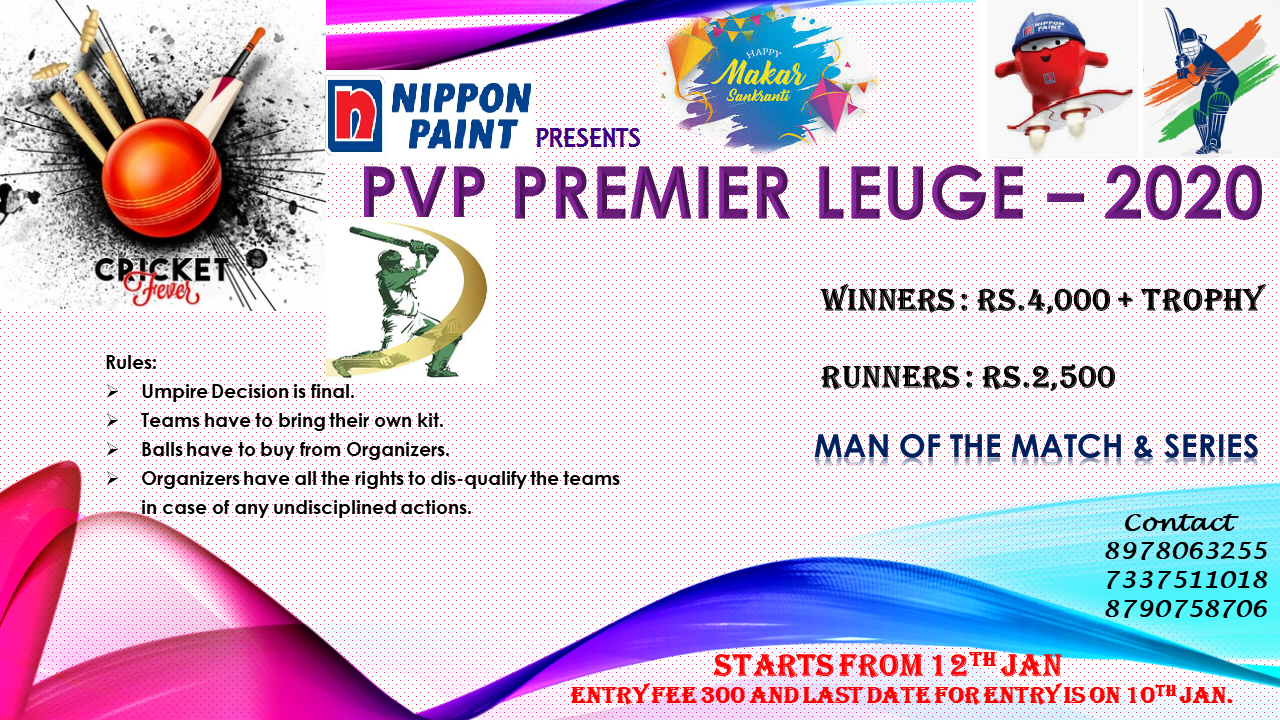 HAPPY
Makar
Sankranti
NIPPON
PAINT
NIPPON
PAINT
PRESENTS
PVP PREMIER LEUGE – 2020
CRICKET
Fever
WINNERS : RS.4,000 + TROPHY
Rules:
➢ Umpire Decision is final.
➢ Teams have to bring their own kit.
➢ Balls have to buy from Organizers.
➢ Organizers have all the rights to dis-qualify the teams
in case of any undisciplined actions.
RUNNERS : RS.2,500
MAN OF THE MATCH & SERIES
Contact
8978063255
7337511018
8790758706
STARTS FROM 12TH JAN
ENTRY FEE 300 AND LAST DATE FOR ENTRY IS ON 10TH JAN.